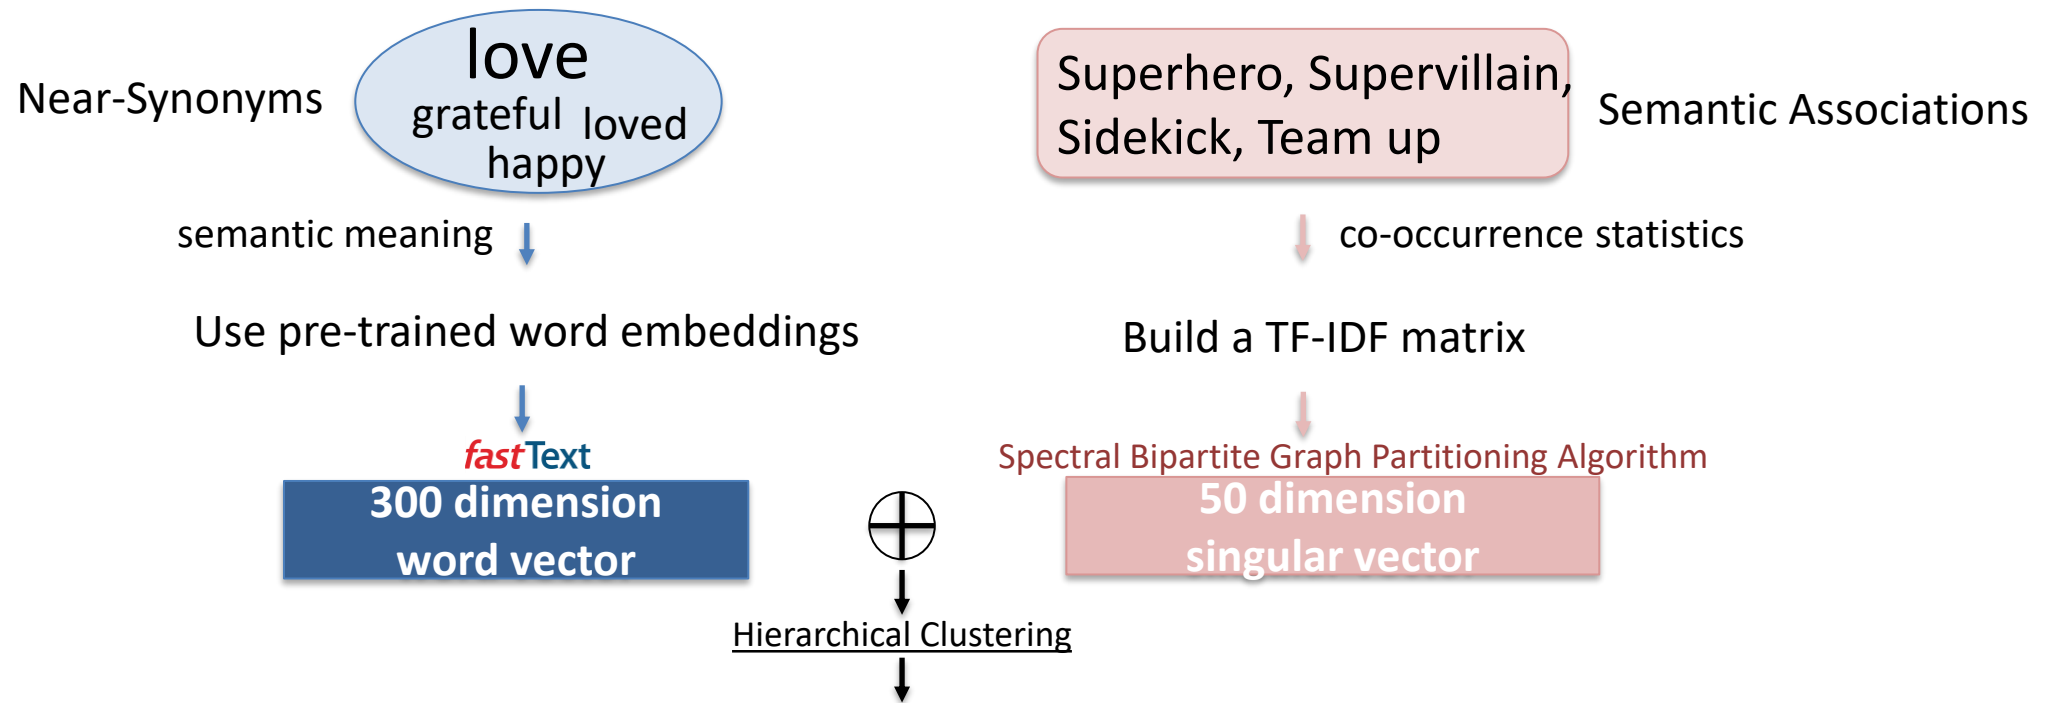 Near-Synonyms
love
grateful loved
happy
Superhero, Supervillain,
Sidekick, Team up
Semantic Associations
semantic meaning
co-occurrence statistics
Use pre-trained word embeddings
Build a TF-IDF matrix
fastText
Spectral Bipartite Graph Partitioning Algorithm
300 dimension
word vector
50 dimension
singular vector
Hierarchical Clustering